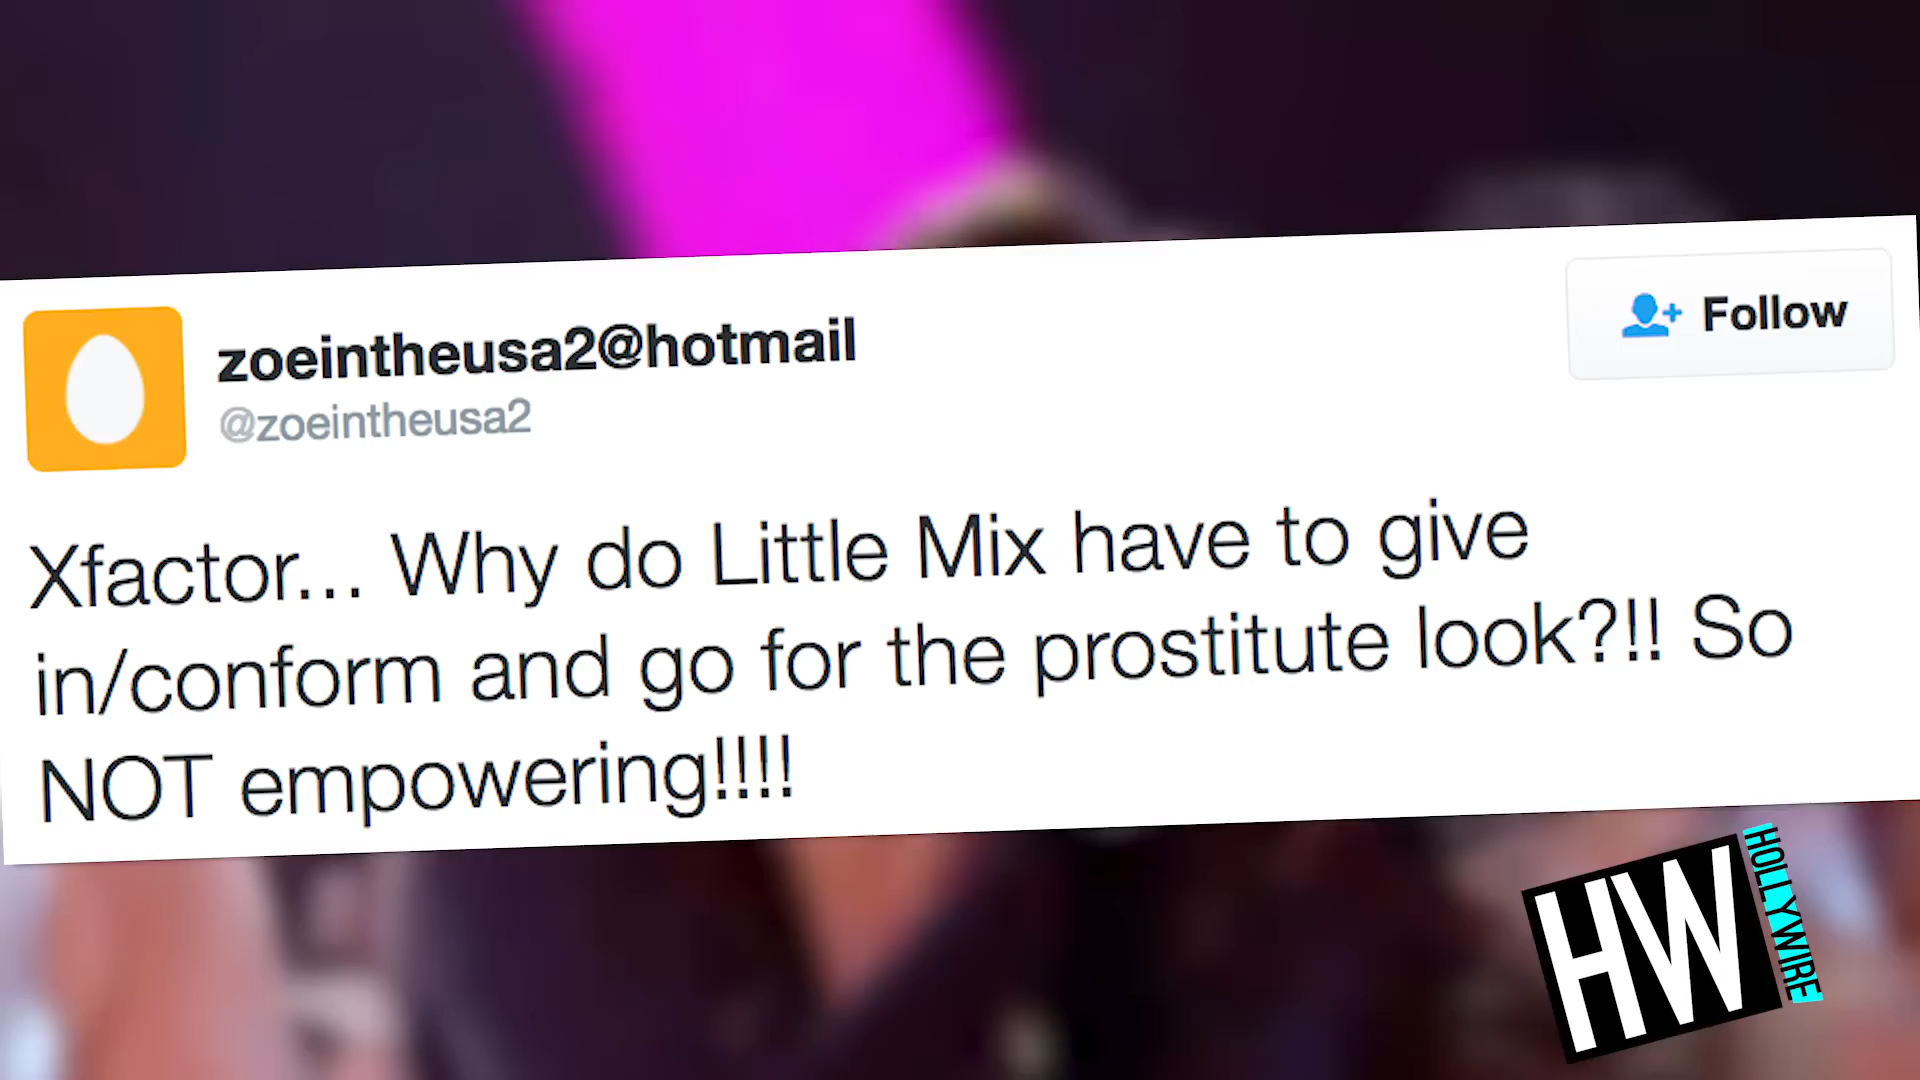 zoeintheusa2@hotmail
@zoeintheusa2
Follow
Xfactor... Why do Little Mix have to give
in/conform and go for the prostitute look?!! So
NOT empowering!!!!
HW
HOLLYWIRE